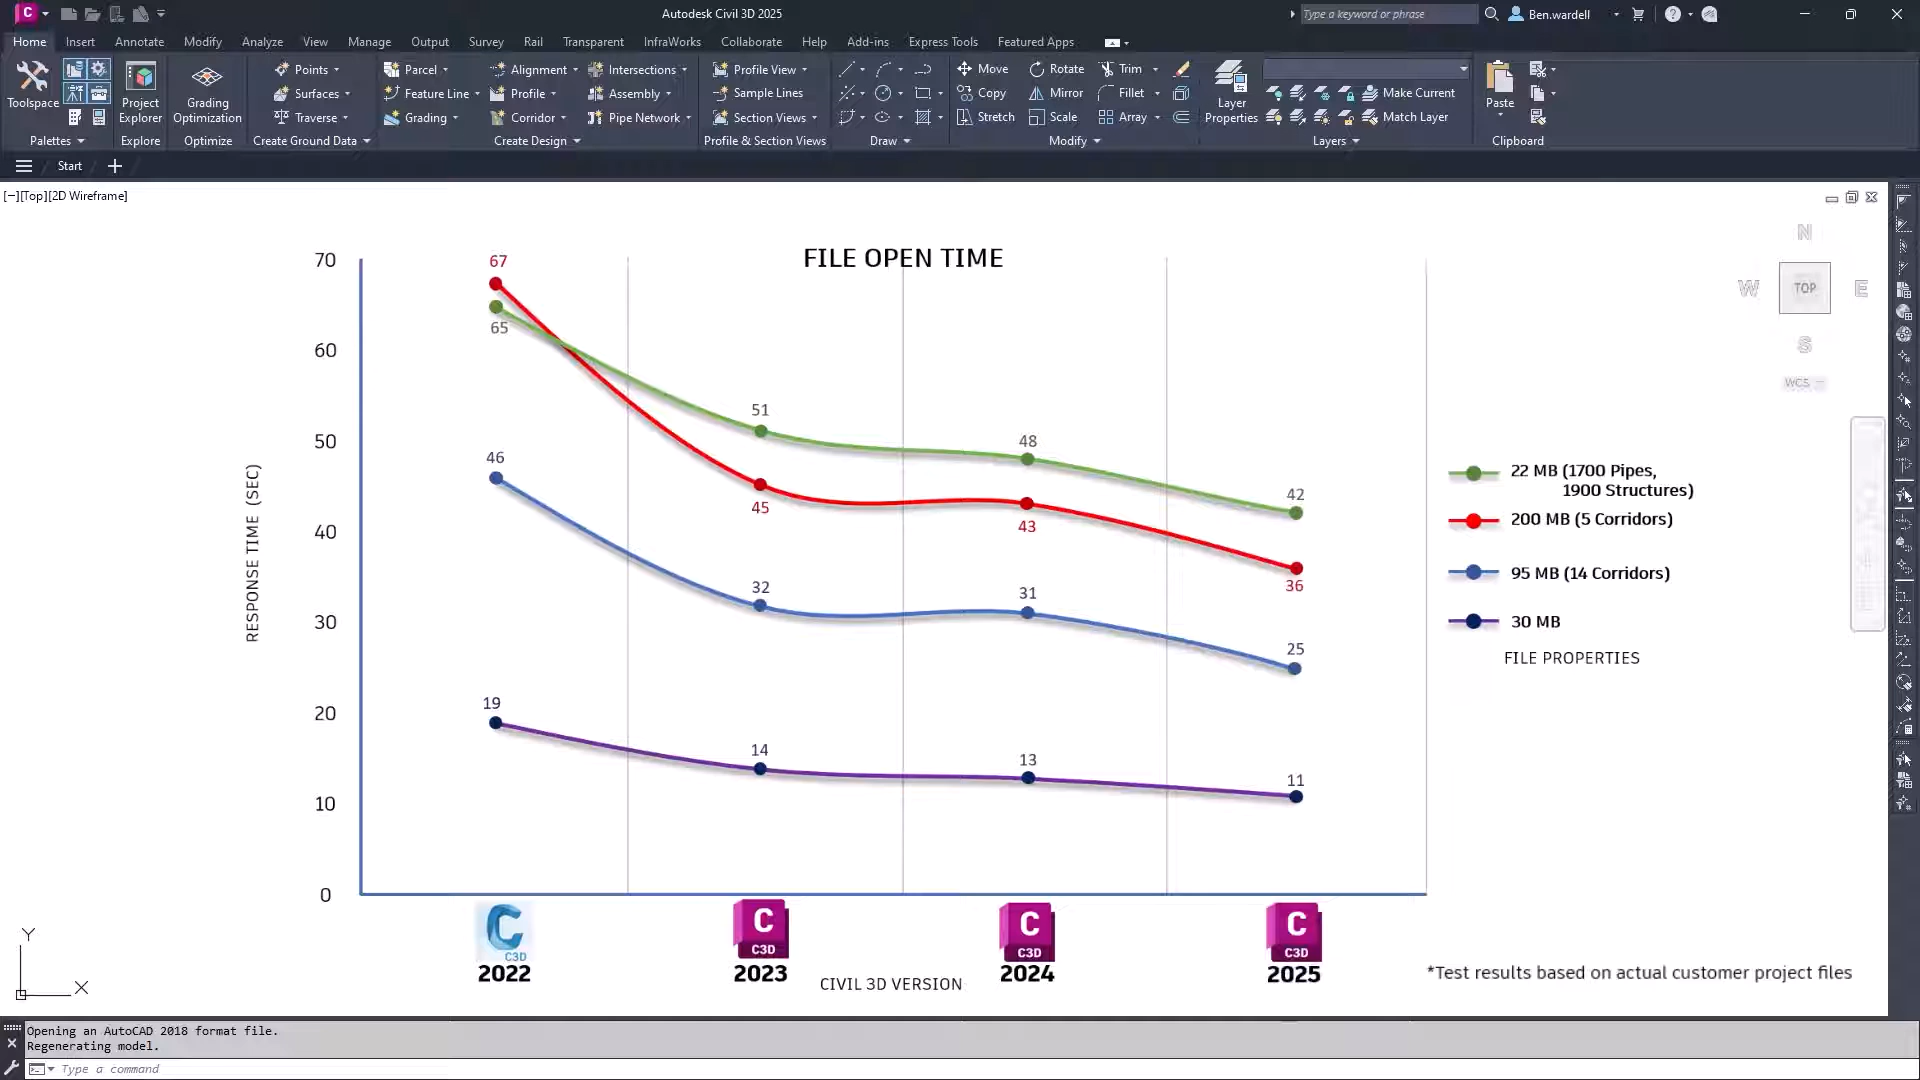 Autodesk Civil 3D 2025
Type a keyword or phrase
Ben.wardell
Home Insert Annotate Modify Analyze View Manage Output Survey Rail Transparent InfraWorks Collaborate Help Add-ins Express Tools Featured Apps
Points Parcel Alignment Intersections Profile View Move Rotate Trim
Toolspace Project Explorer Grading Optimization
Surfaces Feature Line Profile Assembly Sample Lines Copy Mirror Fillet Layer Properties Make Current Paste
Traverse Grading Corridor Pipe Network Section Views Stretch Scale Array Match Layer
Palettes Explore Optimize Create Ground Data Create Design Profile & Section Views Draw Modify Layers Clipboard
Start
[−][Top][2D Wireframe]
FILE OPEN TIME
N
W TOP E
S
WCS
70
60
50
40
30
20
10
0
RESPONSE TIME (SEC)
67
65
51
48
42
46
45
43
36
32
31
25
19
14
13
11
22 MB (1700 Pipes,
1900 Structures)
200 MB (5 Corridors)
95 MB (14 Corridors)
30 MB
FILE PROPERTIES
C C C C
C3D C3D C3D C3D
2022 2023 2024 2025
CIVIL 3D VERSION
*Test results based on actual customer project files
Y
X
Opening an AutoCAD 2018 format file.
Regenerating model.
Type a command